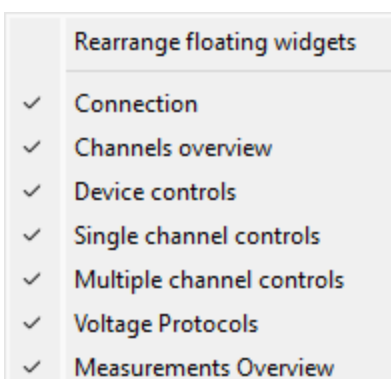 Rearrange floating widgets
Connection
Channels overview
Device controls
Single channel controls
Multiple channel controls
Voltage Protocols
Measurements Overview